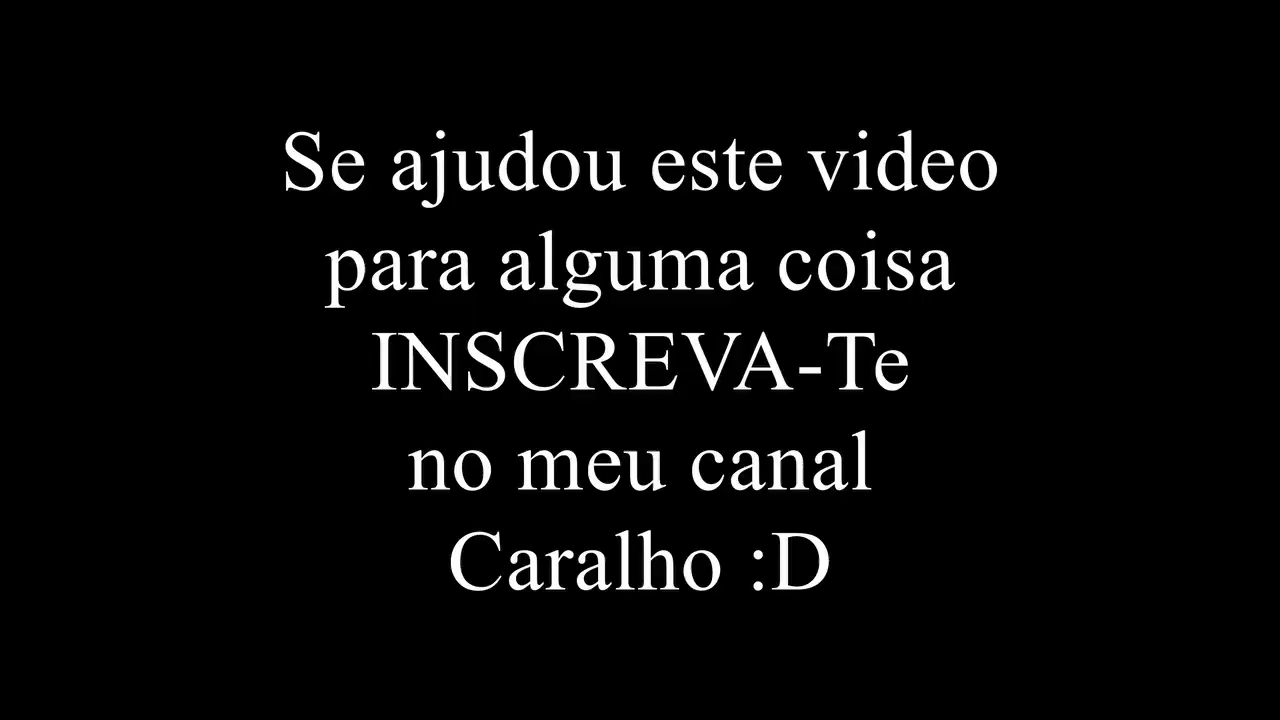 Se ajudou este video
para alguma coisa
INSCREVA-Te
no meu canal
Caralho :D